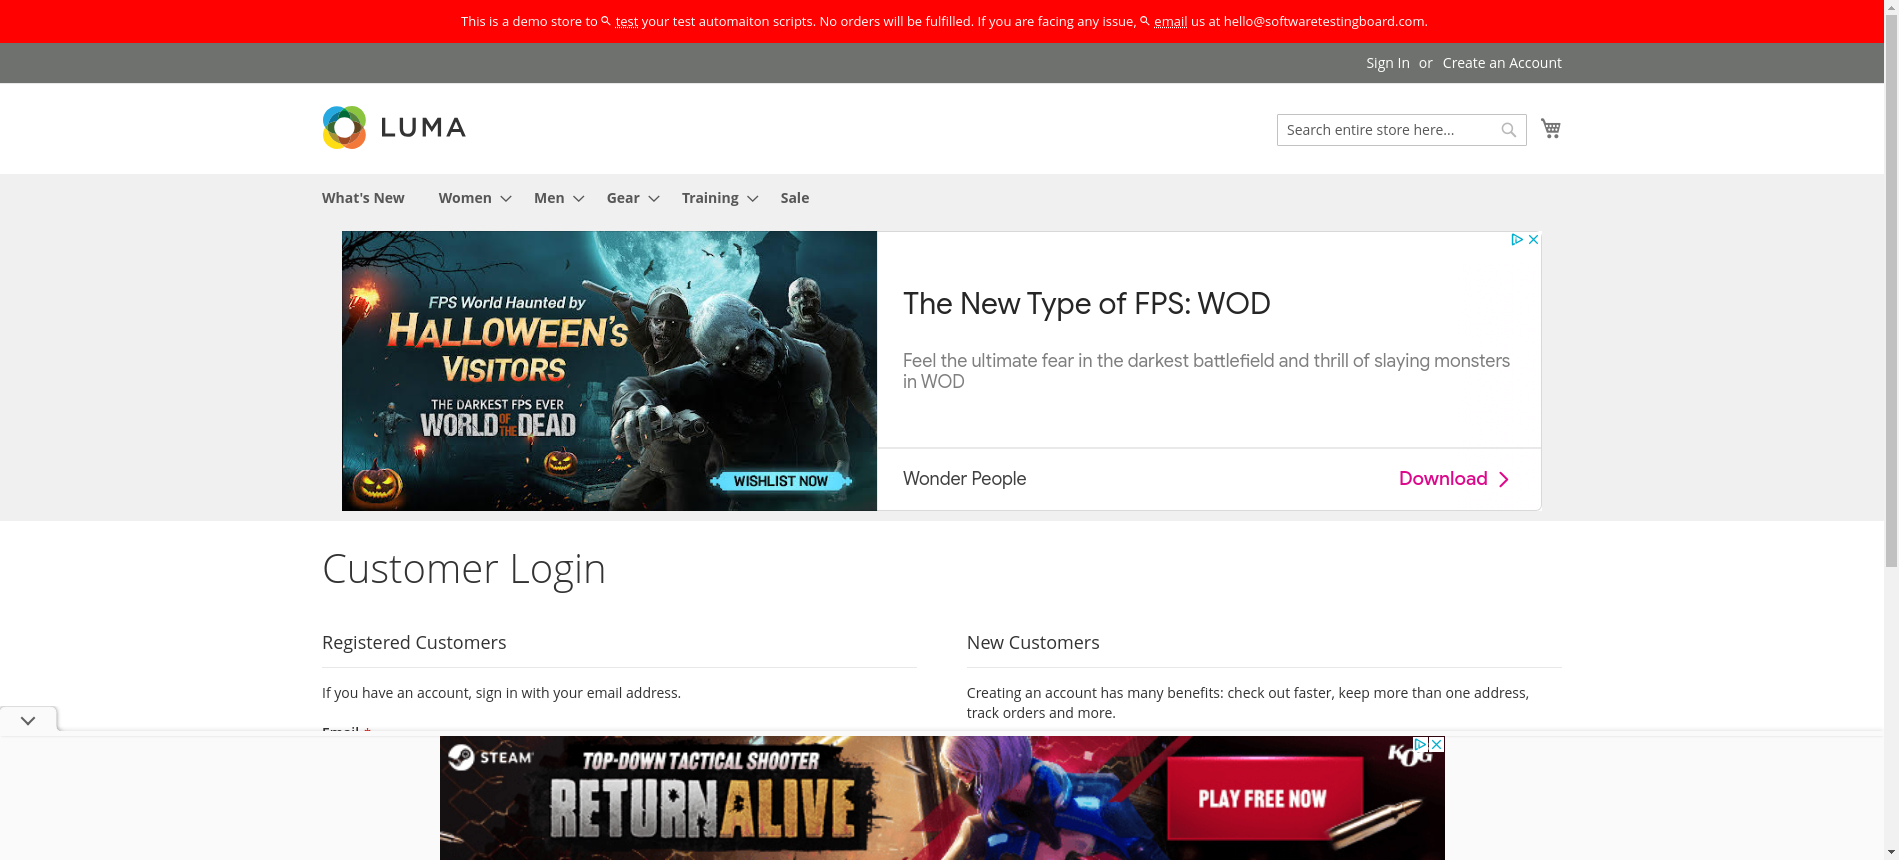 This is a demo store to test your test automaiton scripts. No orders will be fulfilled. If you are facing any issue, email us at hello@softwaretestingboard.com.
Sign In or Create an Account
LUMA
Search entire store here...
What's New Women Men Gear Training Sale
FPS World Haunted by
HALLOWEEN'S
VISITORS
THE DARKEST FPS EVER
WORLD OF THE DEAD
WISHLIST NOW
The New Type of FPS: WOD
Feel the ultimate fear in the darkest battlefield and thrill of slaying monsters
in WOD
Wonder People
Download
Customer Login
Registered Customers
If you have an account, sign in with your email address.
Email *
New Customers
Creating an account has many benefits: check out faster, keep more than one address,
track orders and more.
STEAM
TOP-DOWN TACTICAL SHOOTER
RETURN ALIVE
PLAY FREE NOW
KOG